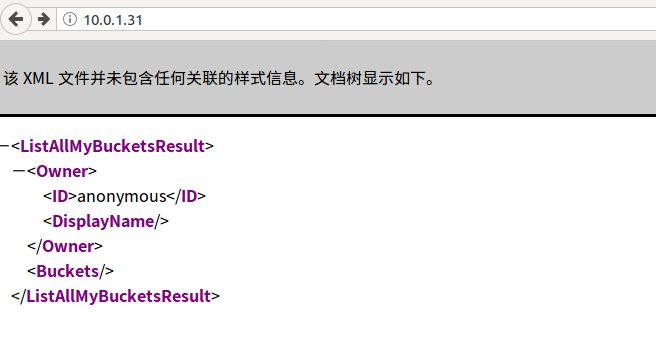 10.0.1.31
该 XML 文件并未包含任何关联的样式信息。文档树显示如下。
—<ListAllMyBucketsResult>
—<Owner>
<ID>anonymous</ID>
<DisplayName/>
</Owner>
<Buckets/>
</ListAllMyBucketsResult>